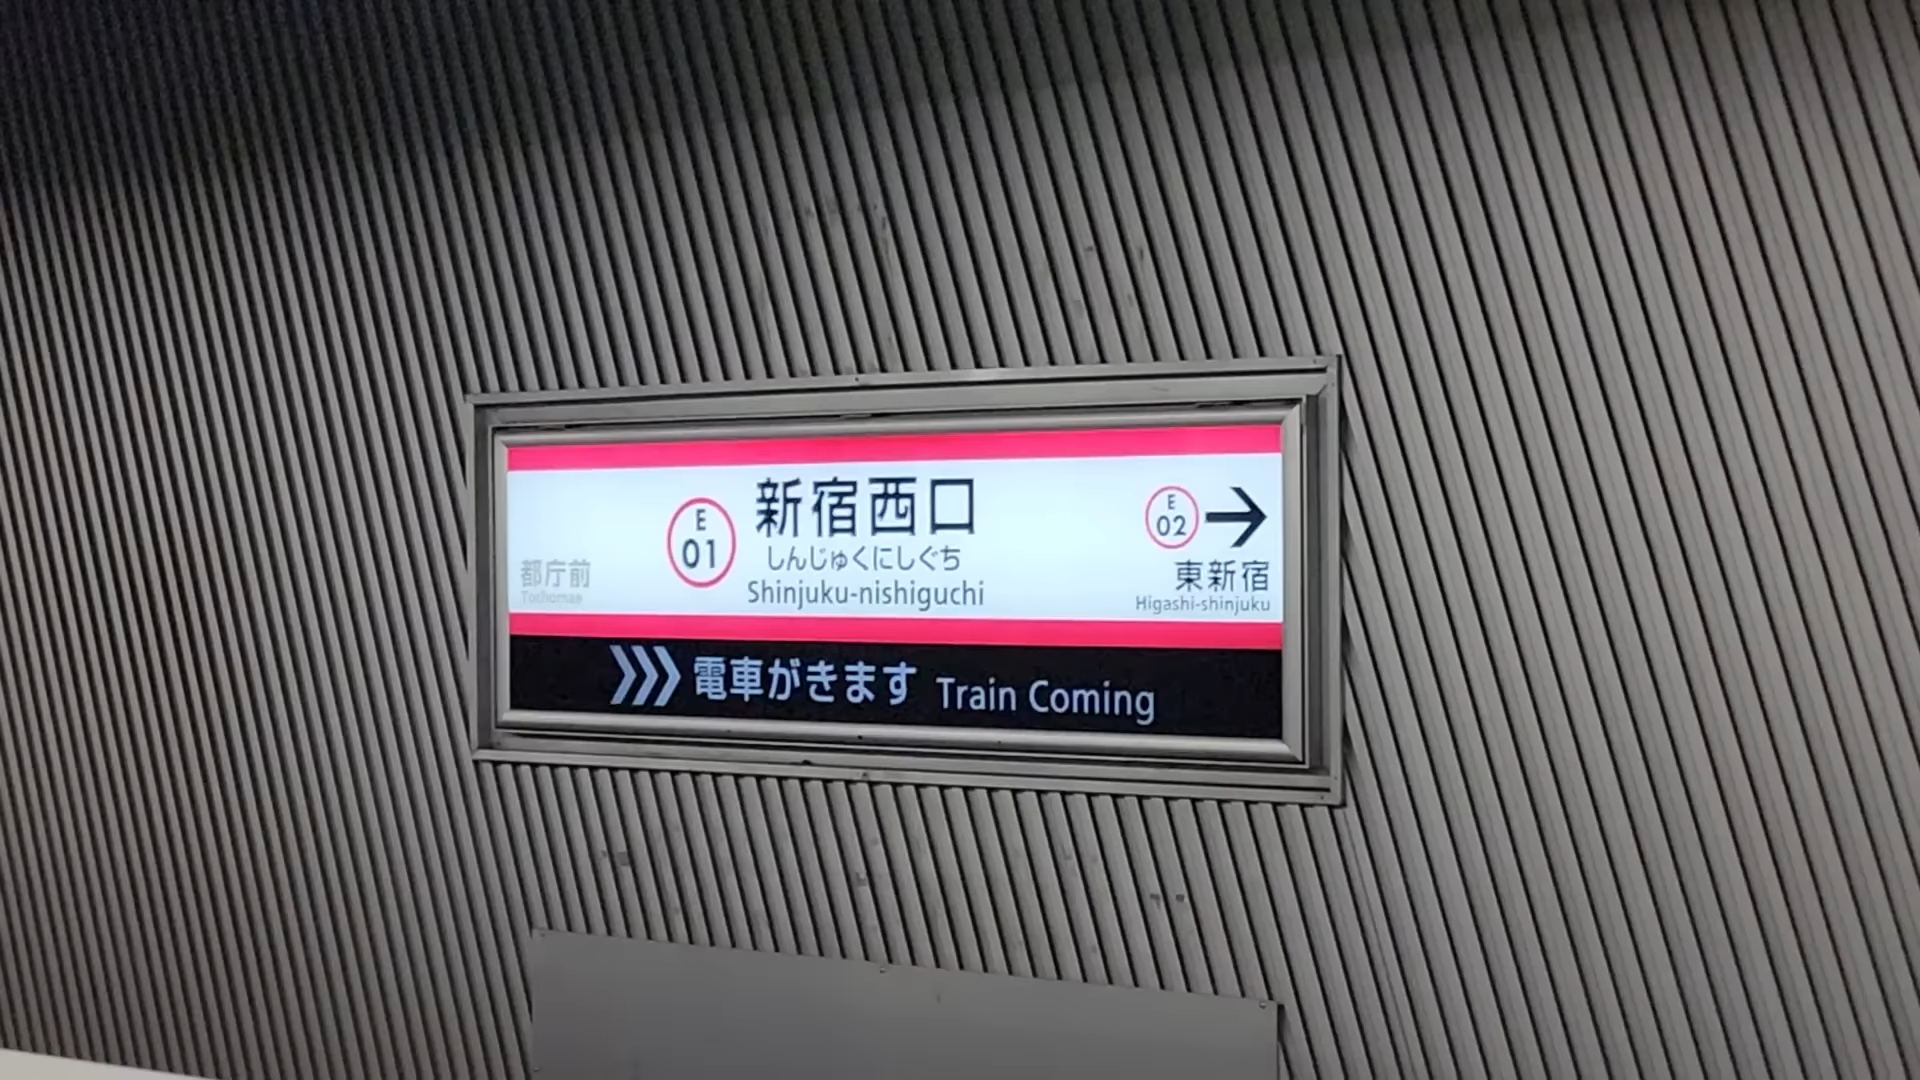 E
01
新宿西口
しんじゅくにしぐち
Shinjuku-nishiguchi
都庁前
Tochomae
E
02
東新宿
Higashi-shinjuku
電車がきます Train Coming